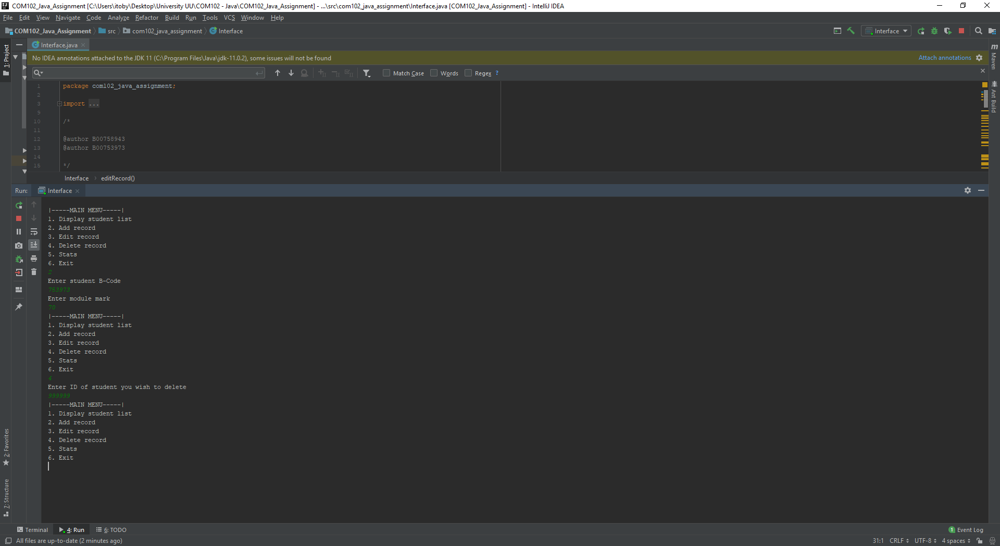 COM102_Java_Assignment [C:\Users\itoby\Desktop\University UU\COM102 - Java\COM102_Java_Assignment] - ...\src\com102_java_assignment\Interface.java [COM102_Java_Assignment] - IntelliJ IDEA
File Edit View Navigate Code Analyze Refactor Build Run Tools VCS Window Help
COM102_Java_Assignment src com102_java_assignment Interface Interface
1: Project
Interface.java
Maven
No IDEA annotations attached to the JDK 11 (C:\Program Files\Java\jdk-11.0.2), some issues will not be found Attach annotations
Match Case Words Regex ?
Ant Build
1 package com102_java_assignment;
2
3 import ...
9
10 /*
11
12 @author B00758943
13 @author B00753973
14
15 */
Interface editRecord()
Run: Interface
|-----MAIN MENU-----|
1. Display student list
2. Add record
3. Edit record
4. Delete record
5. Stats
6. Exit
2
Enter student B-Code
753973
Enter module mark
70
|-----MAIN MENU-----|
1. Display student list
2. Add record
3. Edit record
4. Delete record
5. Stats
6. Exit
4
Enter ID of student you wish to delete
999999
|-----MAIN MENU-----|
1. Display student list
2. Add record
3. Edit record
4. Delete record
5. Stats
6. Exit
2: Favorites
7: Structure
Terminal 4: Run 6: TODO 1 Event Log
All files are up-to-date (2 minutes ago) 31:1 CRLF UTF-8 4 spaces